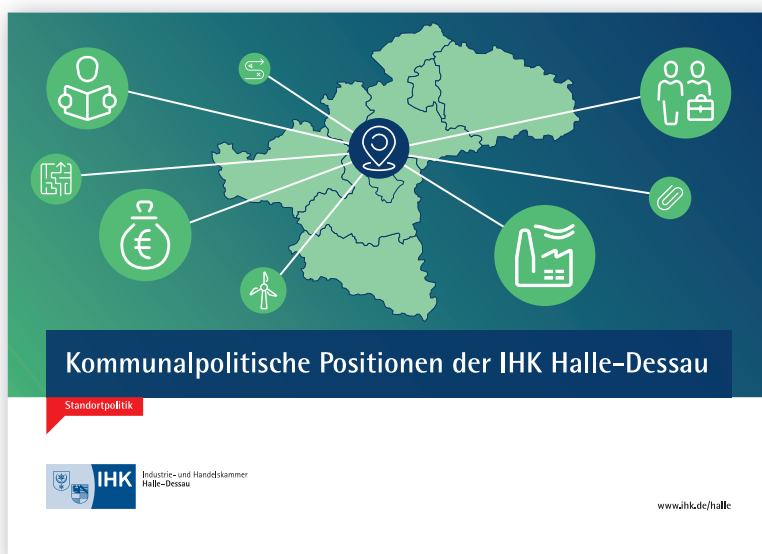 Kommunalpolitische Positionen der IHK Halle-Dessau
Standortpolitik
IHK
Industrie- und Handelskammer
Halle-Dessau
www.ihk.de/halle